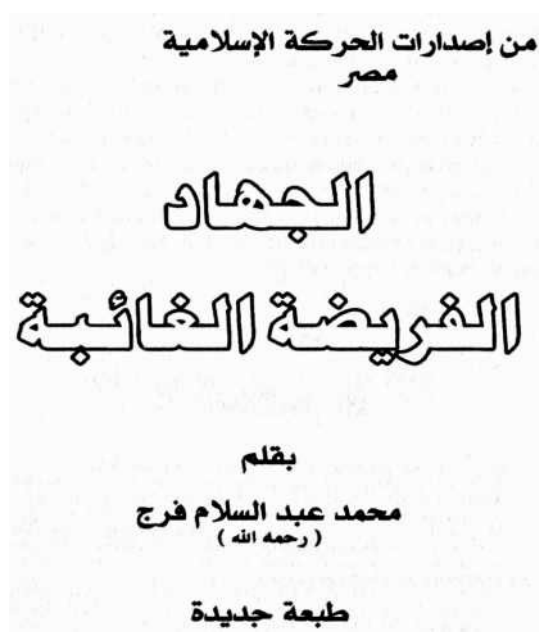 من إصدارات الحركة الإسلامية
مصر
الجهاد
الفريضة الغائبة
بقلم
محمد عبد السلام فرج
( رحمه الله )
طبعة جديدة